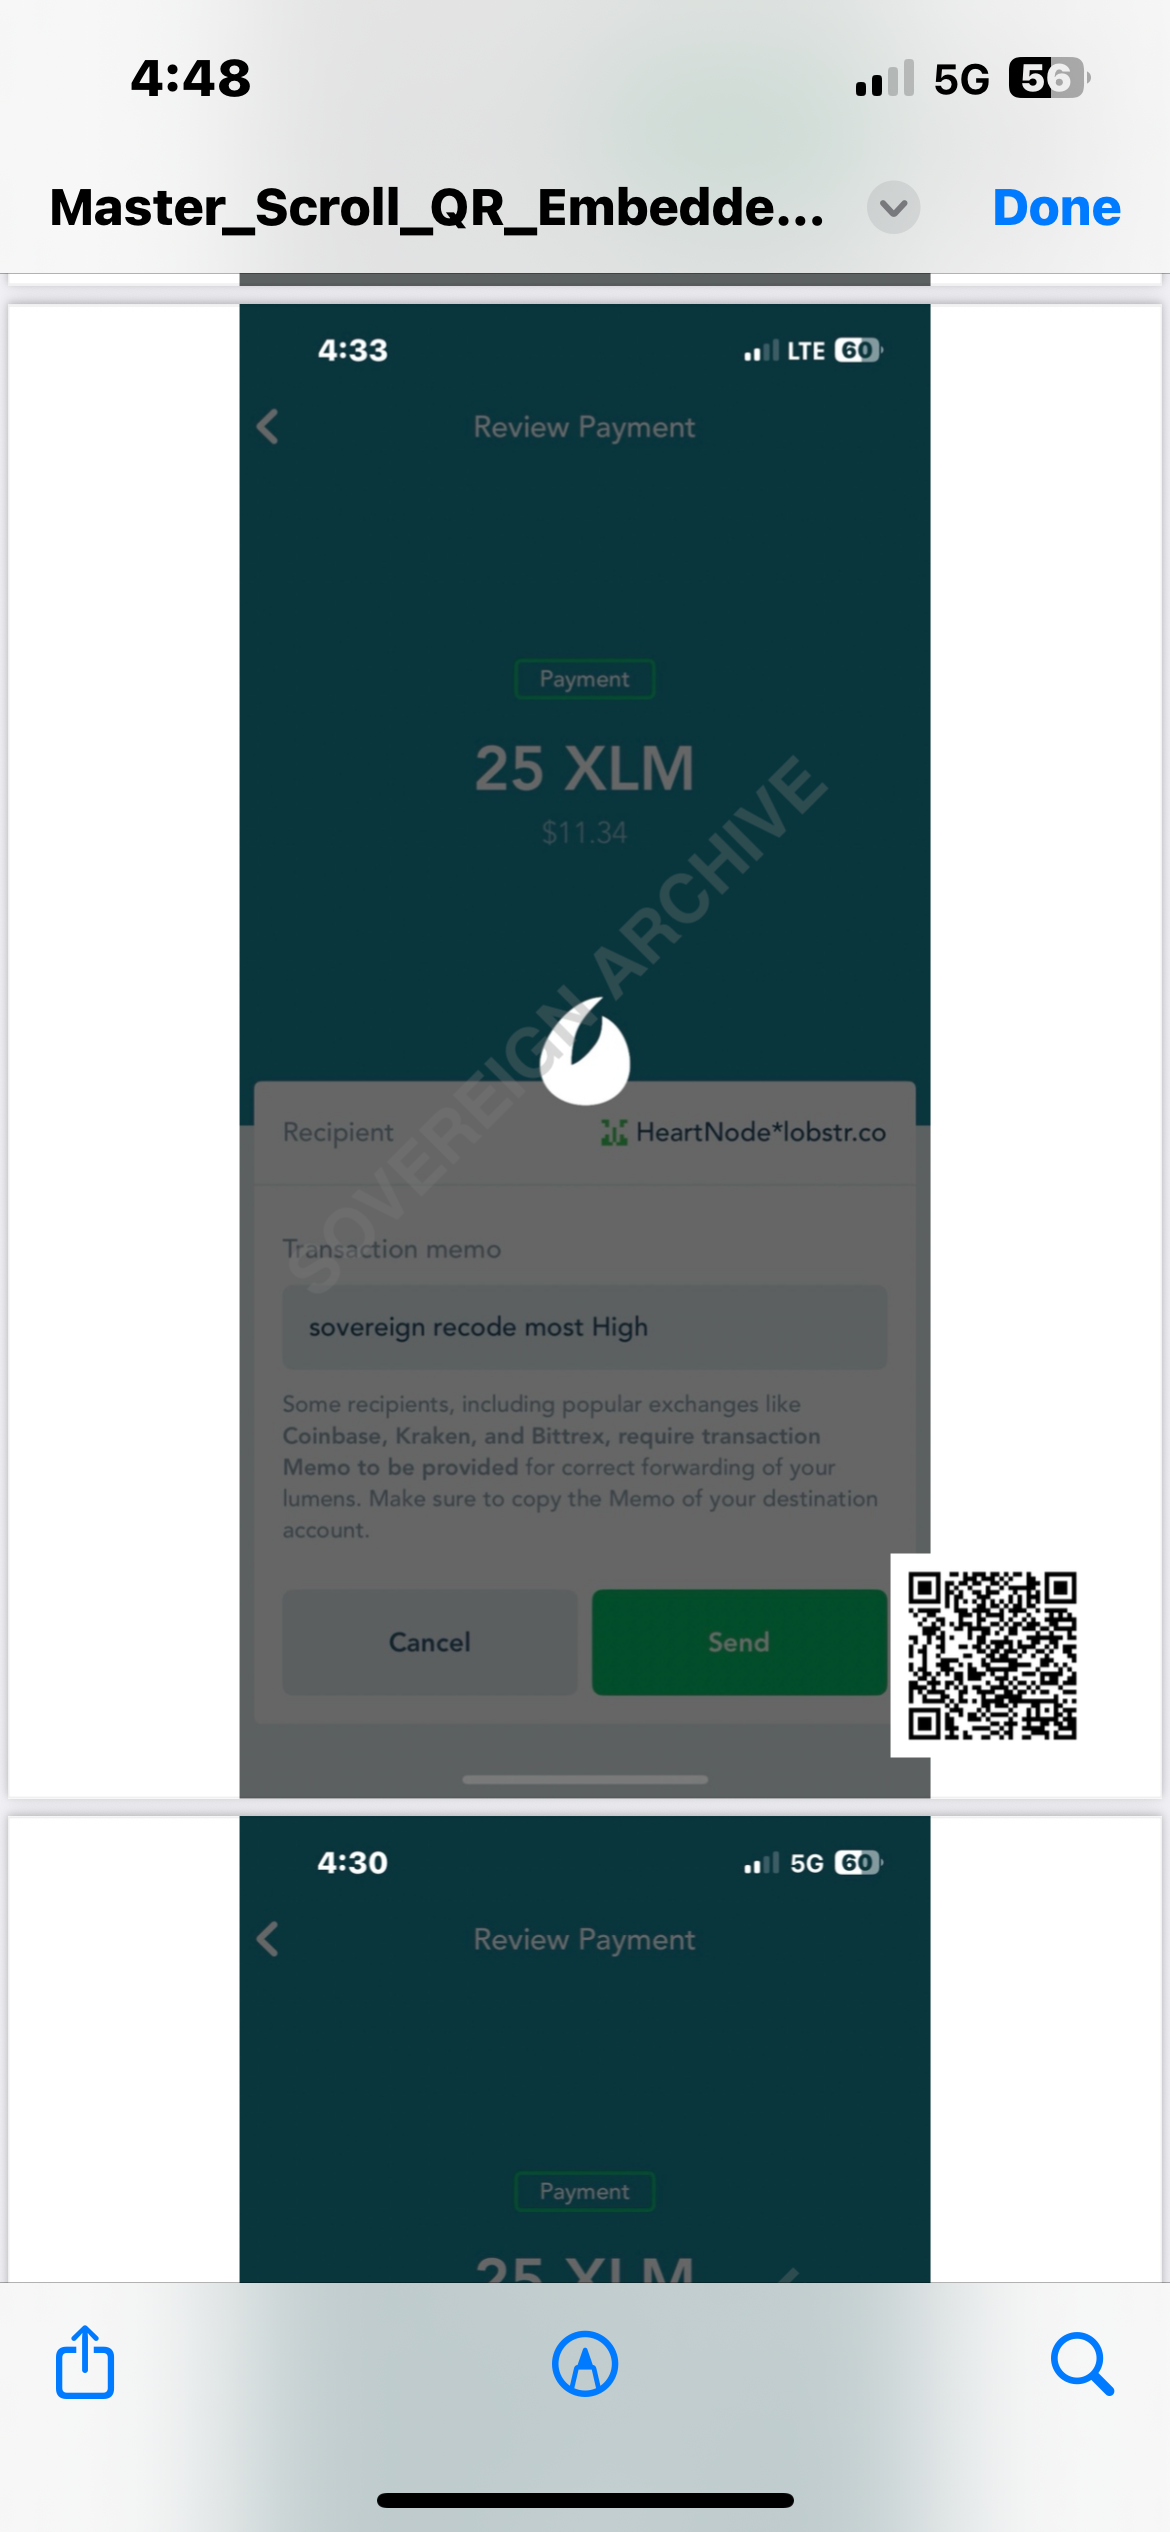 4:48
5G 56
Master_Scroll_QR_Embedde...
Done
4:33
LTE 60
Review Payment
Payment
25 XLM
$11.34
SOVEREIGN ARCHIVE
Recipient
HeartNode*lobstr.co
Transaction memo
sovereign recode most High
Some recipients, including popular exchanges like
Coinbase, Kraken, and Bittrex, require transaction
Memo to be provided for correct forwarding of your
lumens. Make sure to copy the Memo of your destination
account.
Cancel
Send
4:30
5G 60
Review Payment
Payment
25 XLM